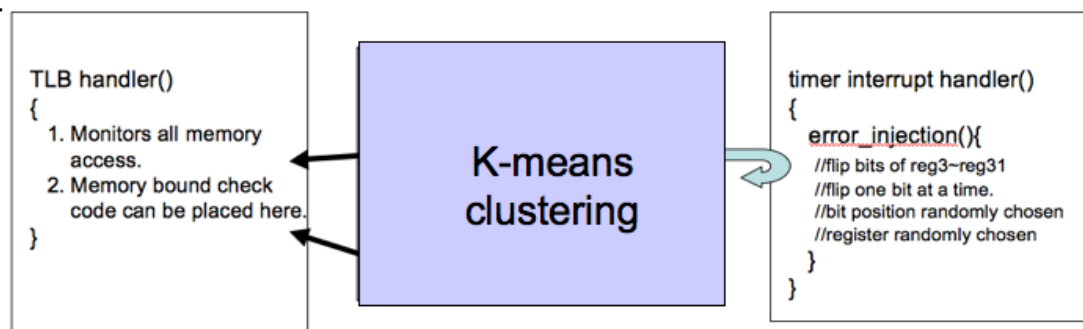 TLB handler()
{
1. Monitors all memory
access.
2. Memory bound check
code can be placed here.
}
K-means
clustering
timer interrupt handler()
{
error_injection(){
//flip bits of reg3~reg31
//flip one bit at a time.
//bit position randomly chosen
//register randomly chosen
}
}